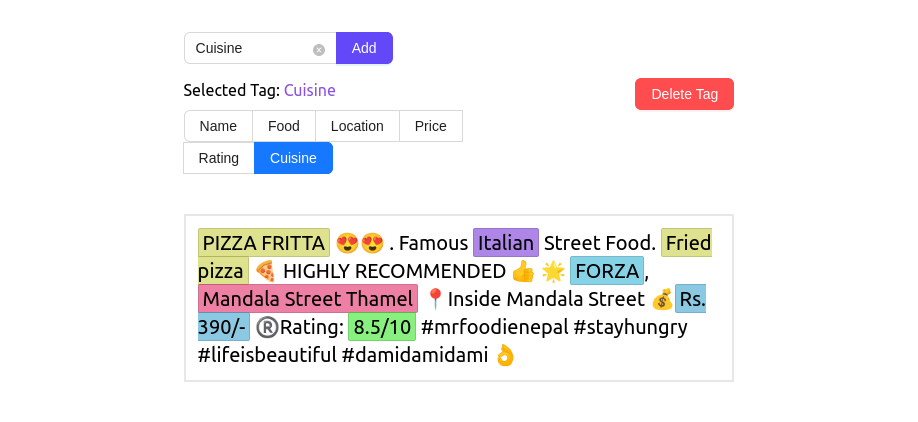 Cuisine Add
Selected Tag: Cuisine Delete Tag
Name Food Location Price
Rating Cuisine
PIZZA FRITTA 😍😍 . Famous Italian Street Food. Fried
pizza 🍕 HIGHLY RECOMMENDED 👍 🌟 FORZA,
Mandala Street Thamel 📍Inside Mandala Street 💰Rs.
390/- ®️Rating: 8.5/10 #mrfoodienepal #stayhungry
#lifeisbeautiful #damidamidami 👌